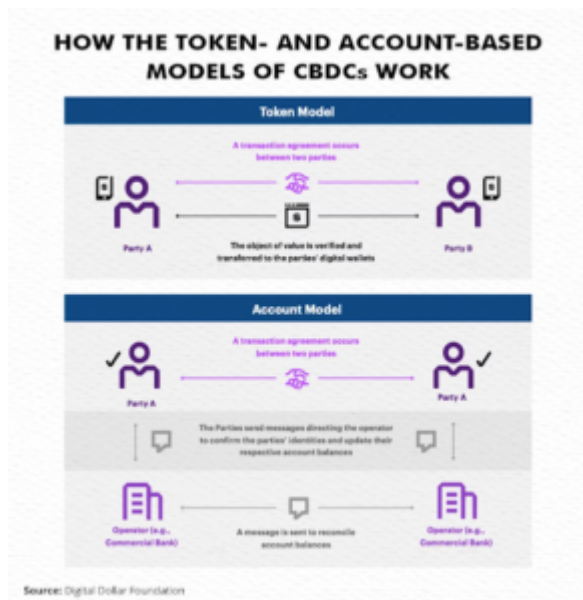 HOW THE TOKEN- AND ACCOUNT-BASED
MODELS OF CBDCs WORK
Token Model
A transaction agreement occurs
between two parties
$
$
$
Party A
Party B
The object of value is verified and
transferred to the parties' digital wallets
Account Model
A transaction agreement occurs
between two parties
Party A
Party A
The Parties send messages directing the operator
to confirm the parties' identities and update their
respective account balances
Operator (e.g.,
Commercial Bank)
A message is sent to reconcile
account balances
Operator (e.g.,
Commercial Bank)
Source: Digital Dollar Foundation